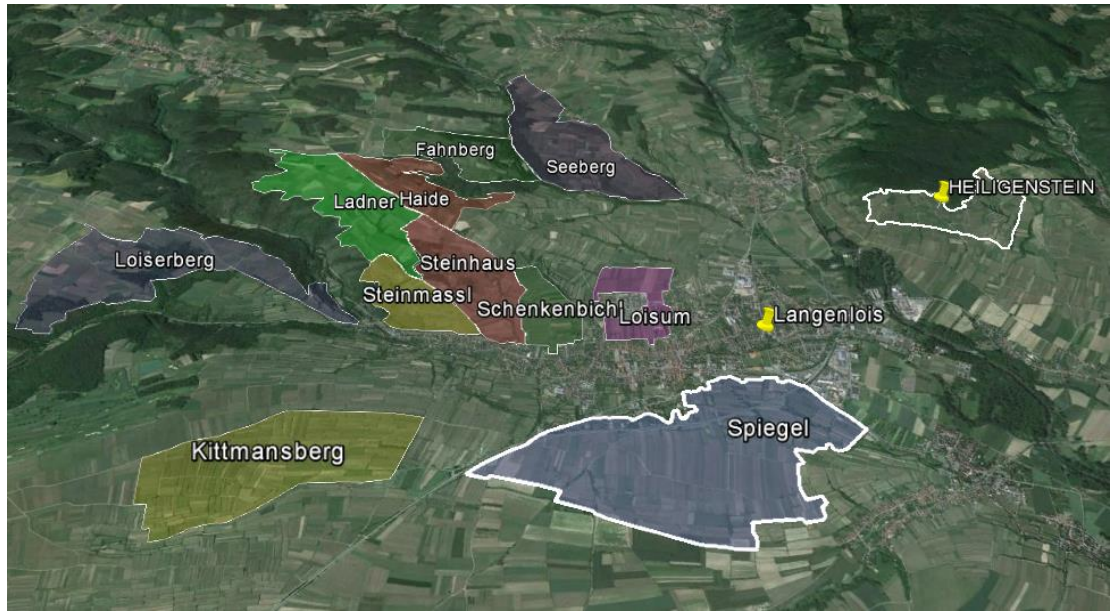 Fahnberg
Seeberg
HEILIGENSTEIN
Ladner
Haide
Loiserberg
Steinhaus
Steinmassl
Schenkenbichl
Loisum
Langenlois
Spiegel
Kittmansberg